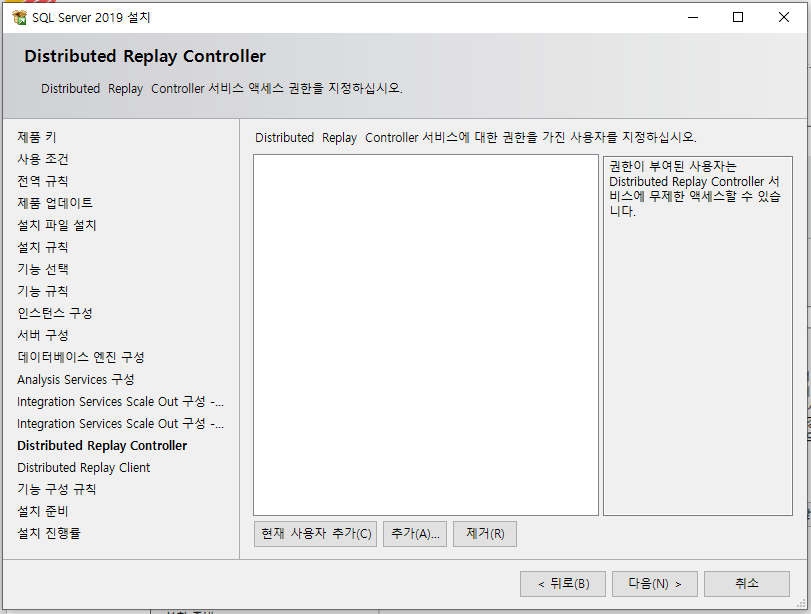 SQL Server 2019 설치
Distributed Replay Controller
Distributed Replay Controller 서비스 액세스 권한을 지정하십시오.
제품 키
사용 조건
전역 규칙
제품 업데이트
설치 파일 설치
설치 규칙
기능 선택
기능 규칙
인스턴스 구성
서버 구성
데이터베이스 엔진 구성
Analysis Services 구성
Integration Services Scale Out 구성 -...
Integration Services Scale Out 구성 -...
Distributed Replay Controller
Distributed Replay Client
기능 구성 규칙
설치 준비
설치 진행률
Distributed Replay Controller 서비스에 대한 권한을 가진 사용자를 지정하십시오.
권한이 부여된 사용자는
Distributed Replay Controller 서
비스에 무제한 액세스할 수 있습
니다.
현재 사용자 추가(C)
추가(A)...
제거(R)
< 뒤로(B)
다음(N) >
취소